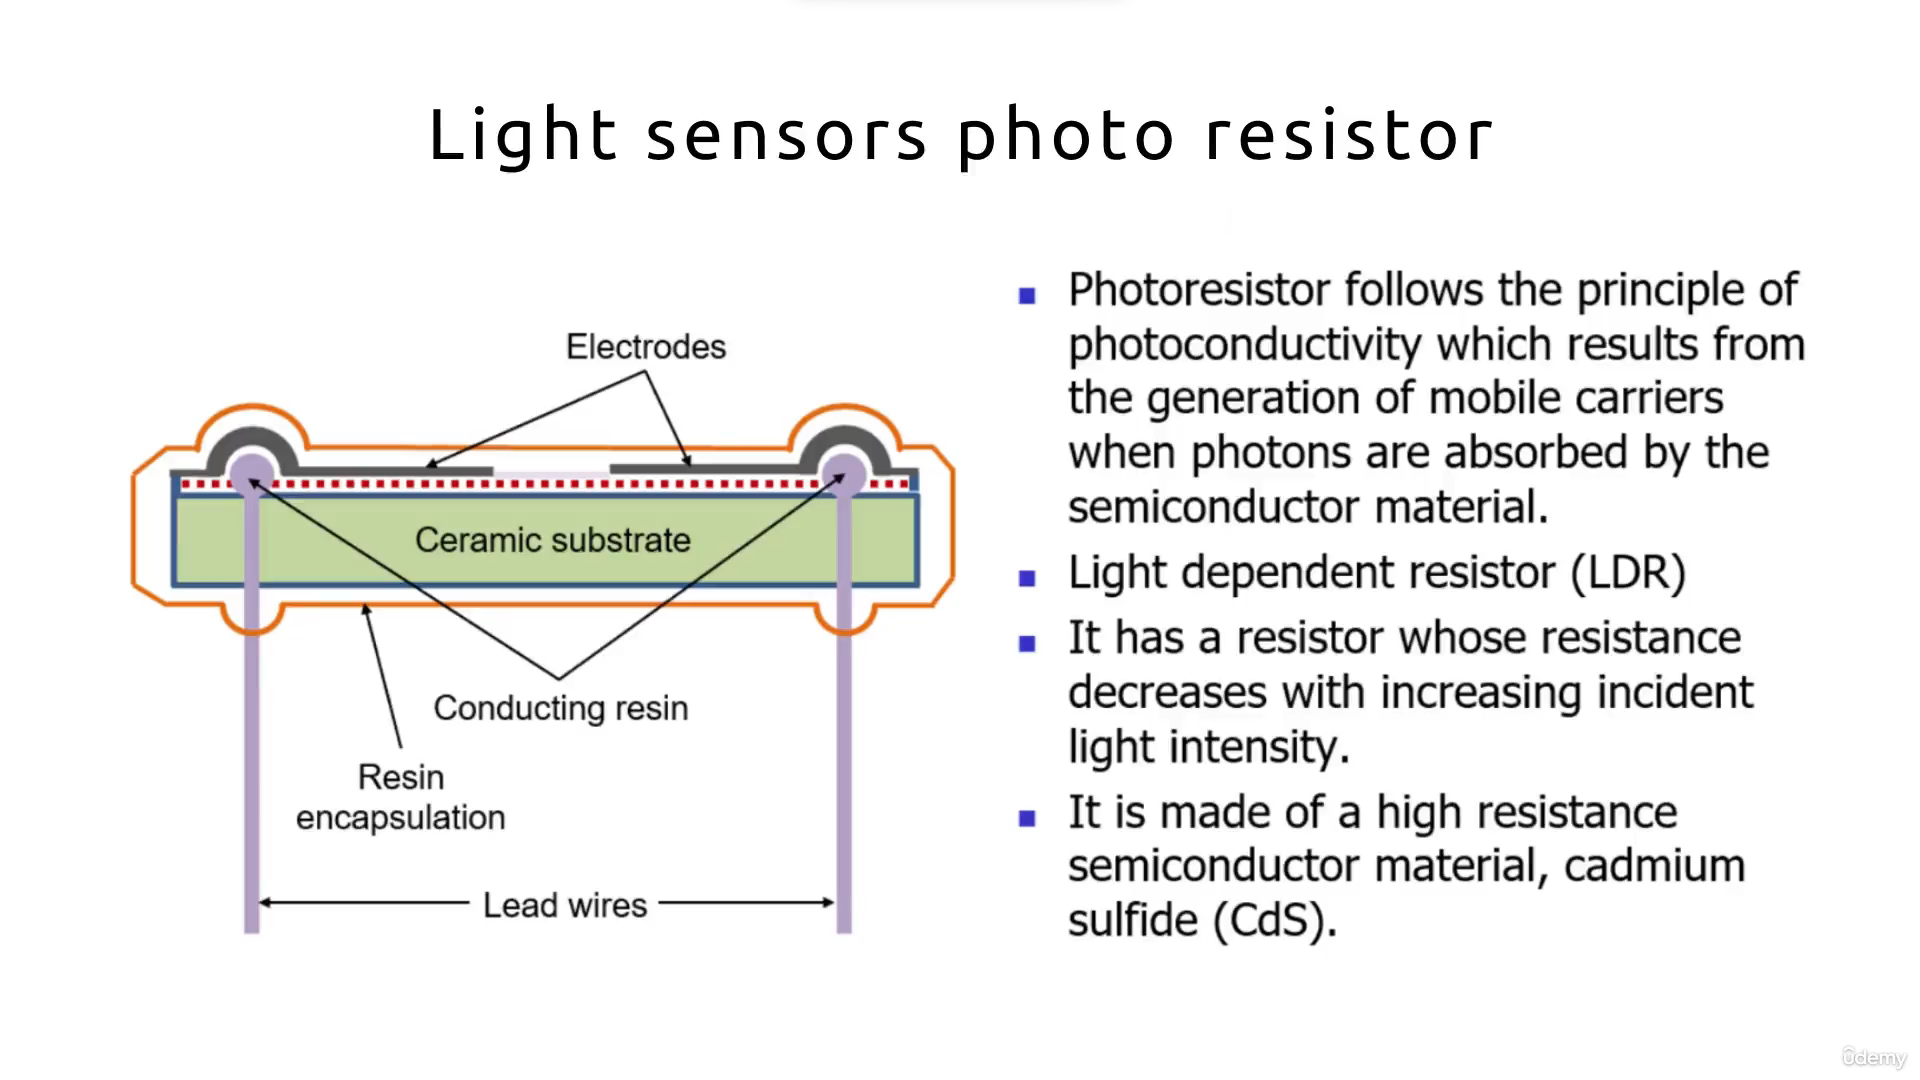 Light sensors photo resistor
Electrodes
Ceramic substrate
Conducting resin
Resin
encapsulation
Lead wires
Photoresistor follows the principle of
photoconductivity which results from
the generation of mobile carriers
when photons are absorbed by the
semiconductor material.
Light dependent resistor (LDR)
It has a resistor whose resistance
decreases with increasing incident
light intensity.
It is made of a high resistance
semiconductor material, cadmium
sulfide (CdS).
ûdemy